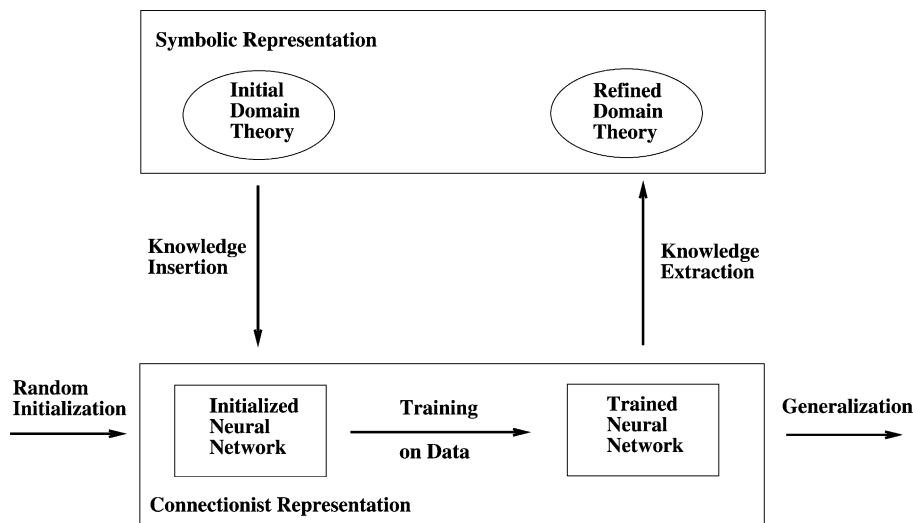 Symbolic Representation
Initial
Domain
Theory
Refined
Domain
Theory
Knowledge
Insertion
Knowledge
Extraction
Random
Initialization
Initialized
Neural
Network
Training
on Data
Trained
Neural
Network
Generalization
Connectionist Representation